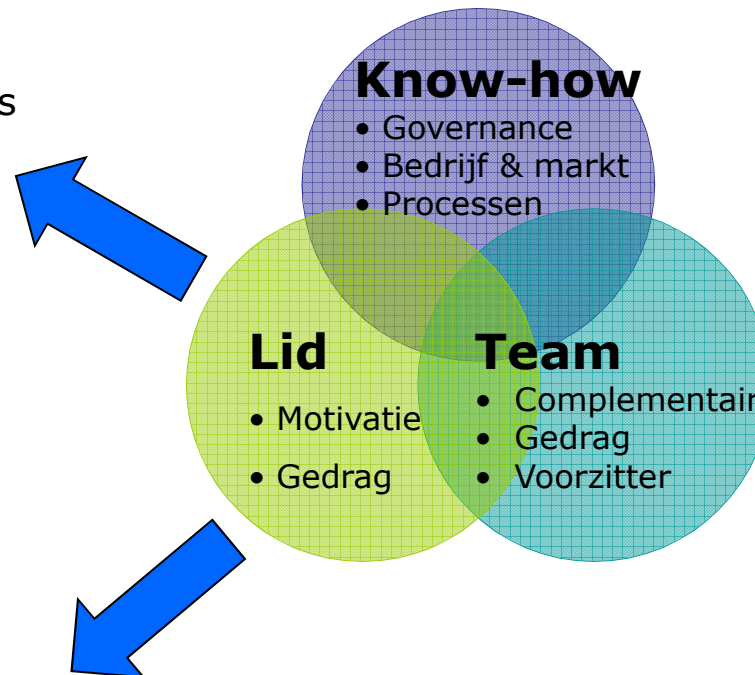 s
Know-how
• Governance
• Bedrijf & markt
• Processen
Lid
• Motivatie
• Gedrag
Team
• Complementair
• Gedrag
• Voorzitter